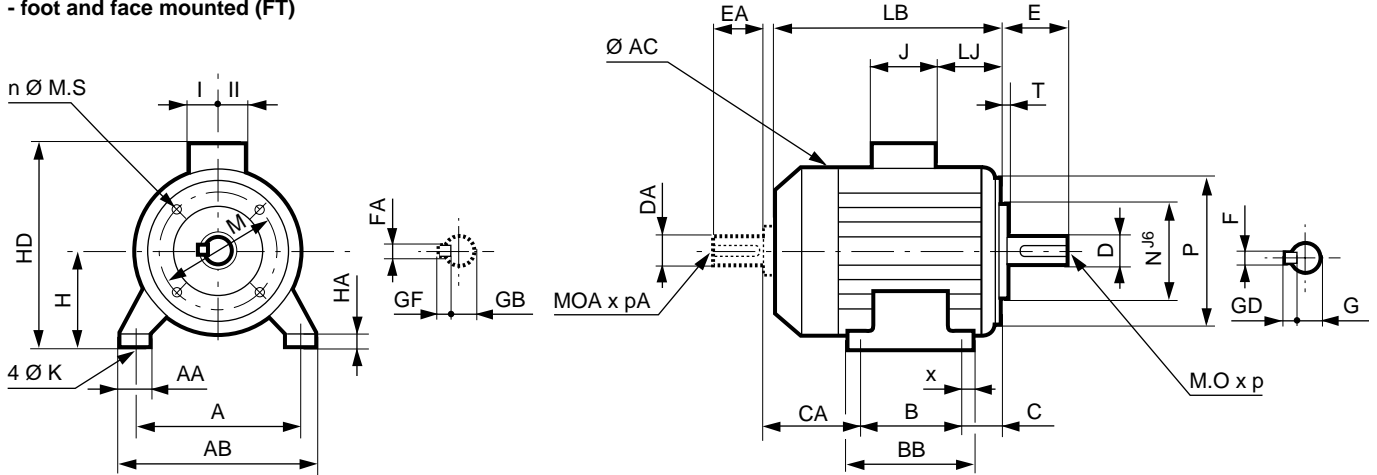 - foot and face mounted (FT)
n Ø M.S
I
II
HD
H
M
HA
4 Ø K
AA
A
AB
FA
GF
GB
EA
LB
E
Ø AC
J
LJ
T
DA
MOA x pA
D
N J6
P
F
GD
G
x
M.O x p
CA
B
C
BB